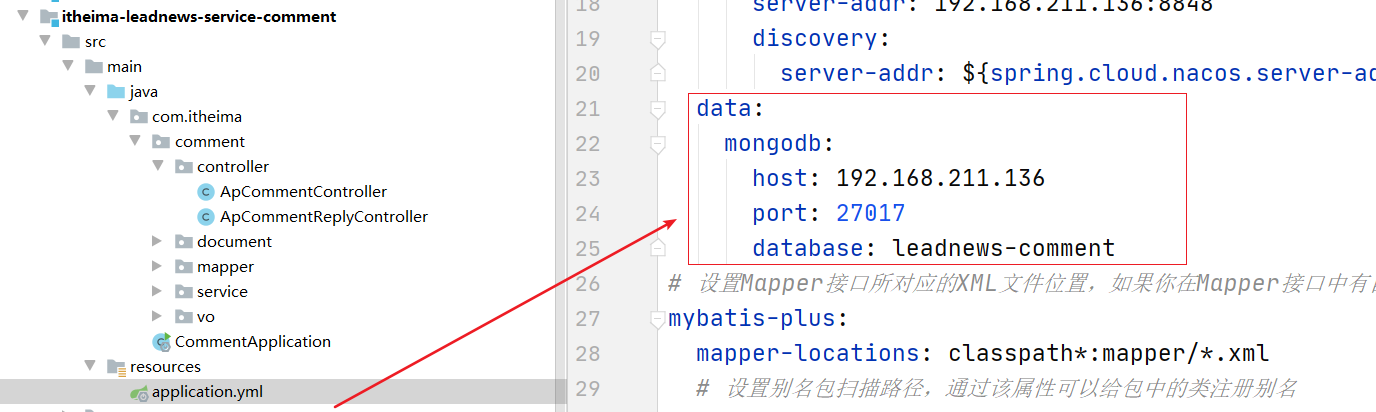 itheima-leadnews-service-comment
src
main
java
com.itheima
comment
controller
ApCommentController
ApCommentReplyController
document
mapper
service
vo
CommentApplication
resources
application.yml
18 server-addr: 192.168.211.136:8848
19 discovery:
20 server-addr: ${spring.cloud.nacos.server-ad
21 data:
22 mongodb:
23 host: 192.168.211.136
24 port: 27017
25 database: leadnews-comment
26 # 设置Mapper接口所对应的XML文件位置，如果你在Mapper接口中有
27 mybatis-plus:
28 mapper-locations: classpath*:mapper/*.xml
29 # 设置别名包扫描路径，通过该属性可以给包中的类注册别名